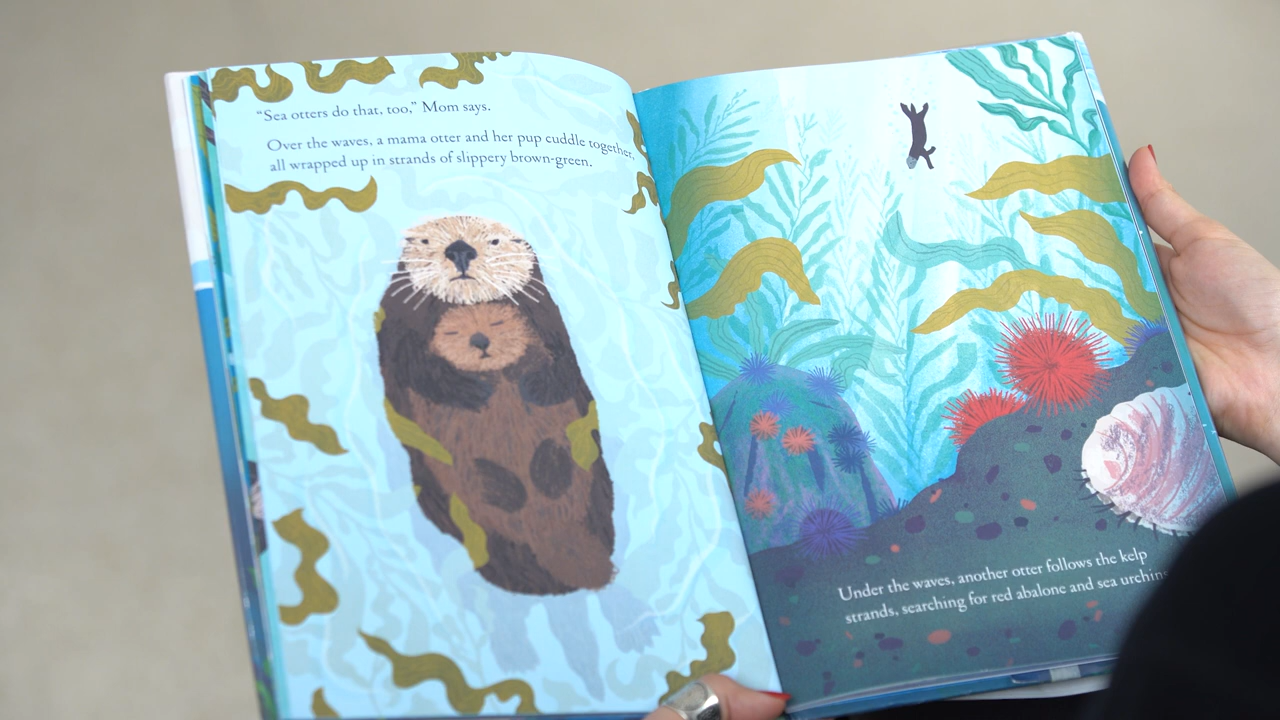 “Sea otters do that, too,” Mom says.
Over the waves, a mama otter and her pup cuddle together,
all wrapped up in strands of slippery brown-green.
Under the waves, another otter follows the kelp
strands, searching for red abalone and sea urchins